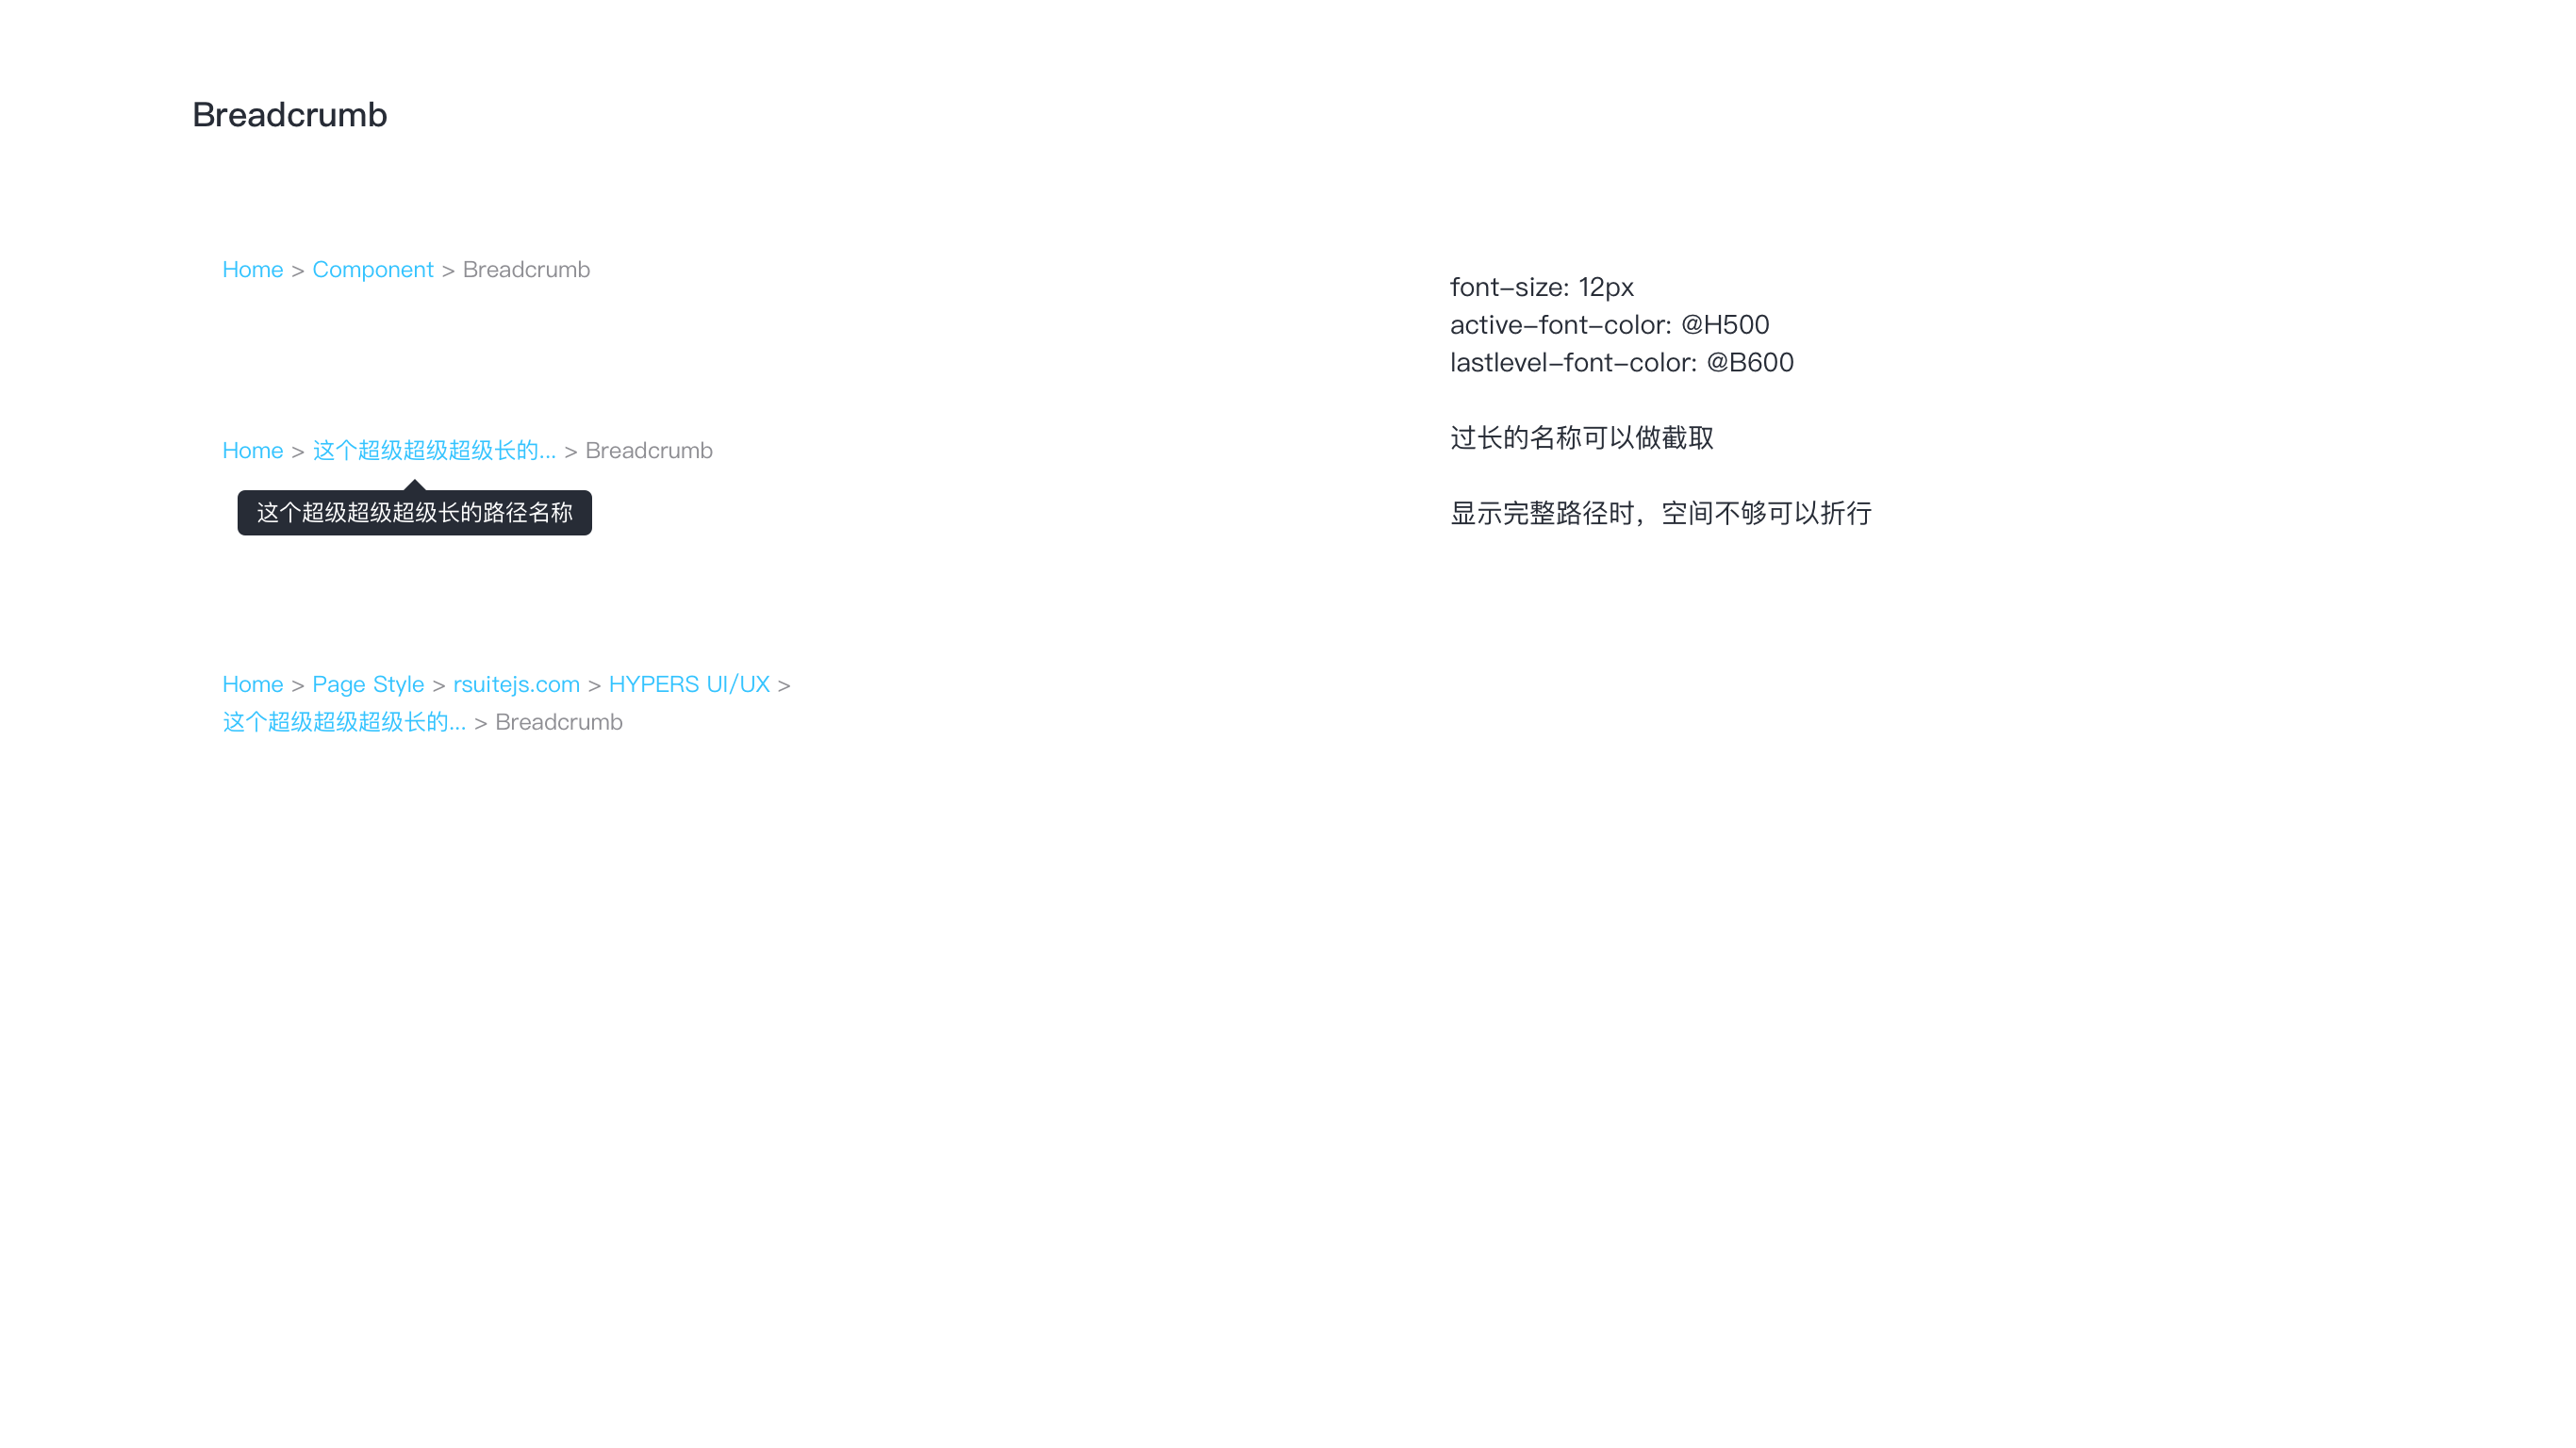 Breadcrumb
Home > Component > Breadcrumb
Home > 这个超级超级超级长的... > Breadcrumb
这个超级超级超级长的路径名称
Home > Page Style > rsuitejs.com > HYPERS UI/UX >
这个超级超级超级长的... > Breadcrumb
font-size: 12px
active-font-color: @H500
lastlevel-font-color: @B600
过长的名称可以做截取
显示完整路径时，空间不够可以折行